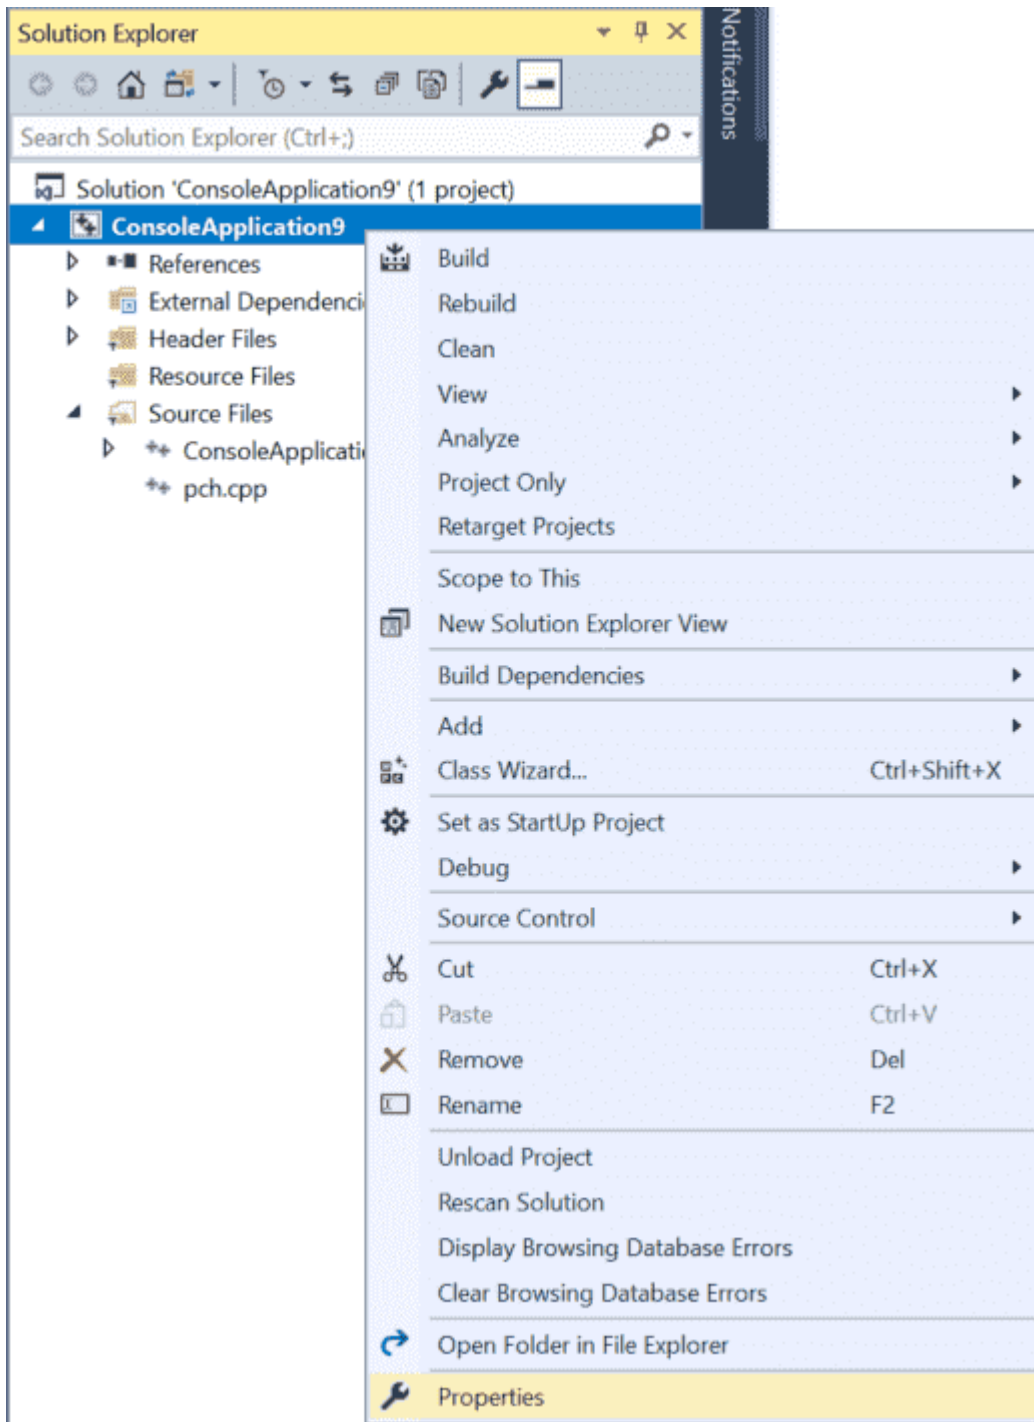 Solution Explorer
Notifications
Search Solution Explorer (Ctrl+;)
Solution 'ConsoleApplication9' (1 project)
ConsoleApplication9
References
External Dependenci
Header Files
Resource Files
Source Files
ConsoleApplicati
pch.cpp
Build
Rebuild
Clean
View
Analyze
Project Only
Retarget Projects
Scope to This
New Solution Explorer View
Build Dependencies
Add
Class Wizard... Ctrl+Shift+X
Set as StartUp Project
Debug
Source Control
Cut Ctrl+X
Paste Ctrl+V
Remove Del
Rename F2
Unload Project
Rescan Solution
Display Browsing Database Errors
Clear Browsing Database Errors
Open Folder in File Explorer
Properties